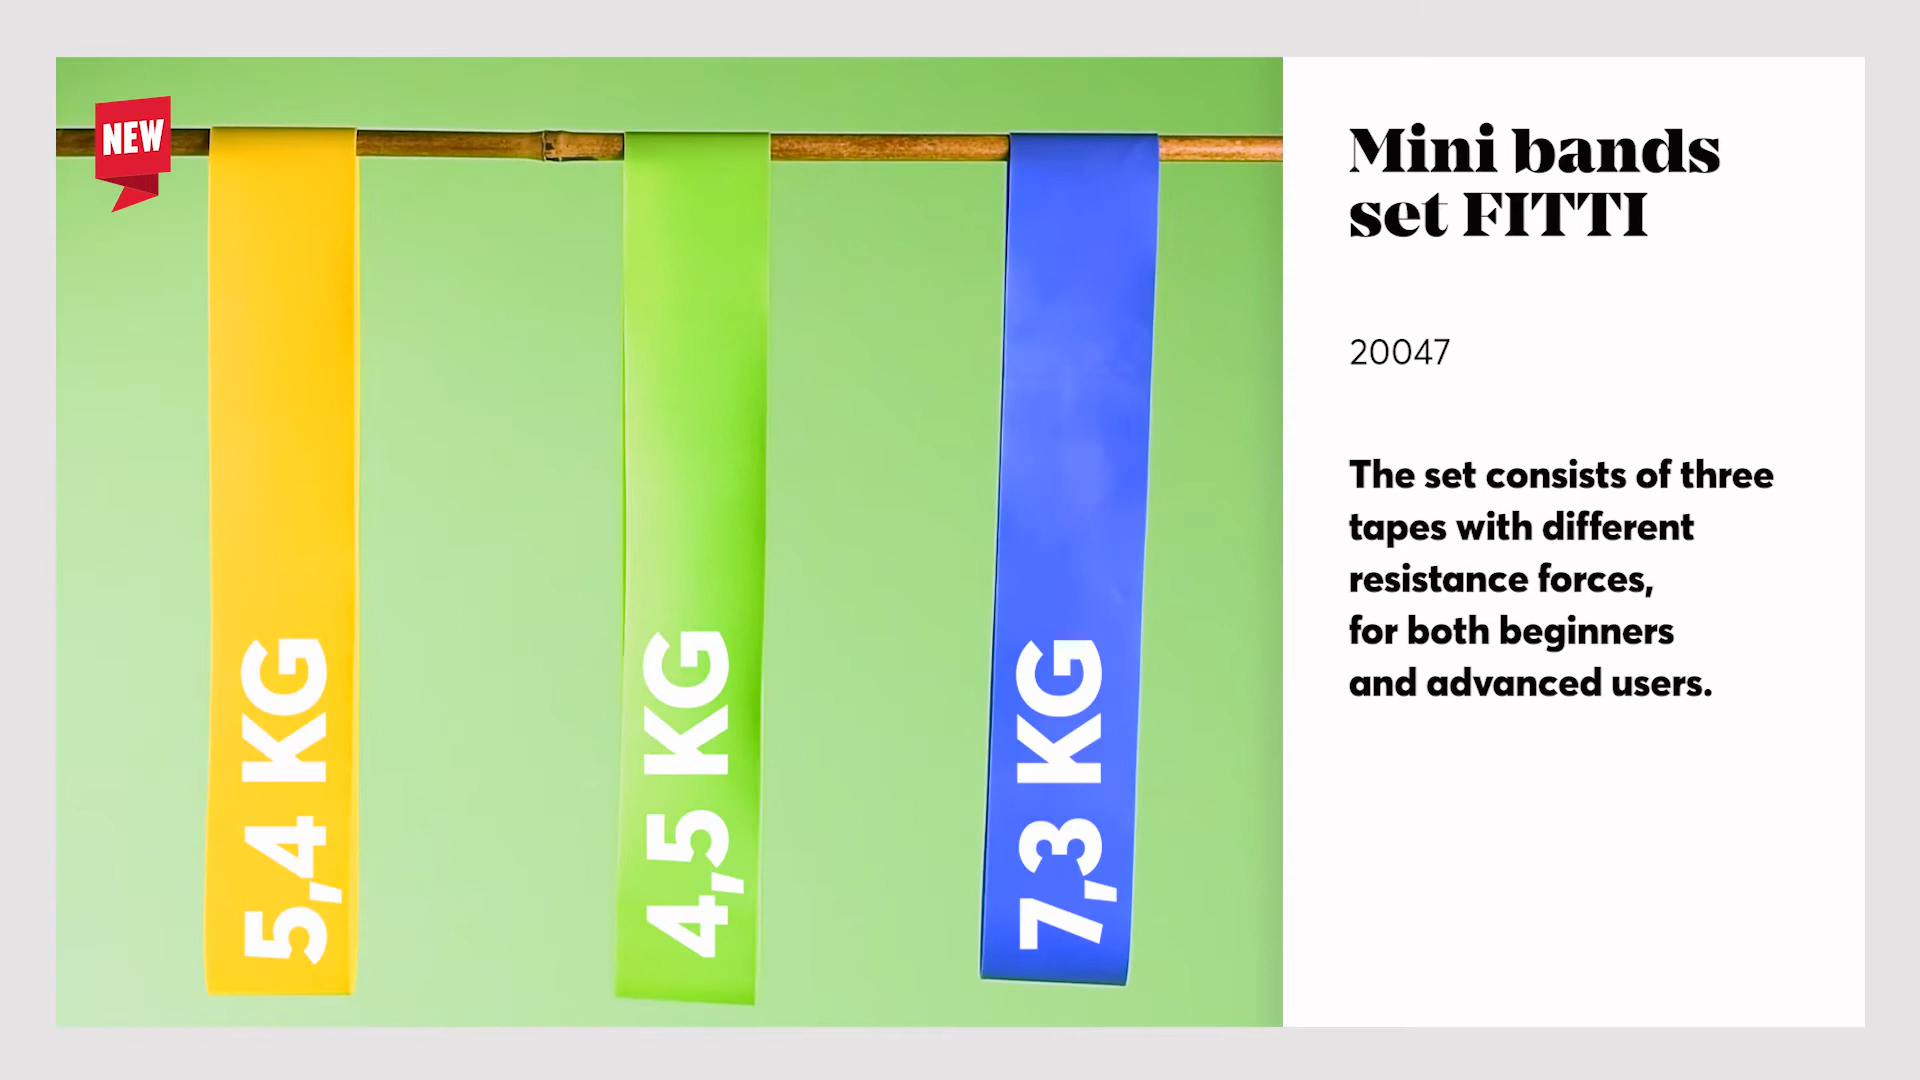 NEW
5,4 KG
4,5 KG
7,3 KG
Mini bands
set FITTI
20047
The set consists of three
tapes with different
resistance forces,
for both beginners
and advanced users.